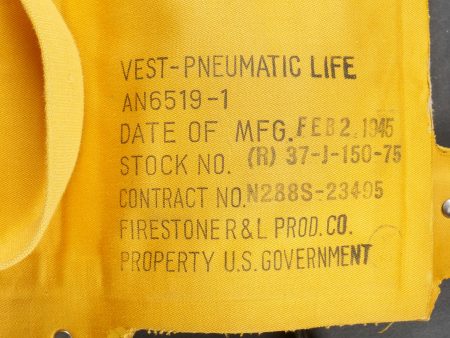 VEST-PNEUMATIC LIFE
AN6519-1
DATE OF MFG. FEB 2, 1945
STOCK NO. (R) 37-J-150-75
CONTRACT NO. N288S-23495
FIRESTONE R & L PROD. CO.
PROPERTY U.S. GOVERNMENT